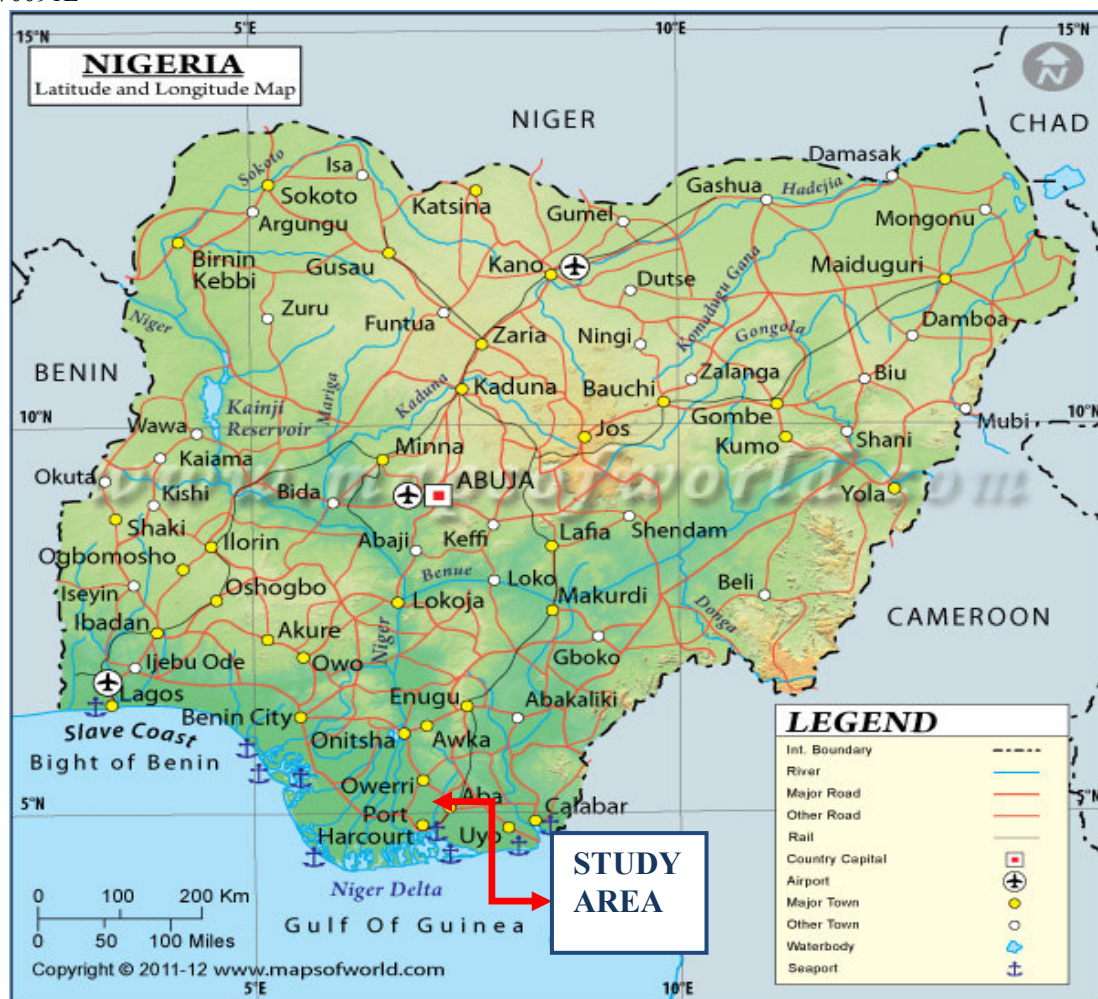 5°E
10°E
15°N
15°N
NIGERIA
Latitude and Longitude Map
N
NIGER
CHAD
Damasak
Sokoto
Isa
Sokoto
Katsina
Gashua
Hadejia
Argungu
Gumel
Mongonu
Birnin
Kebbi
Gusau
Kano
Maiduguri
Dutse
Komadugu Gana
Zuru
Niger
Funtua
Zaria
Ningi
Gongola
Damboa
BENIN
Mariga
Kaduna
Kaduna
Bauchi
Zalanga
Biu
Kainji
Reservoir
Gombe
Mubi
10°N
10°N
Wawa
Minna
Jos
Kumo
Shani
Kaiama
www.mapsofworld.com
Okuta
Kishi
Bida
ABUJA
Yola
Shaki
Ilorin
Abaji
Keffi
Lafia
Shendam
Ogbomosho
Benue
Loko
Beli
Iseyin
Oshogbo
Lokoja
Makurdi
Donga
CAMEROON
Ibadan
Akure
Niger
Gboko
Ijebu Ode
Owo
Lagos
Enugu
Abakaliki
Slave Coast
Benin City
Onitsha
Awka
Bight of Benin
Owerri
Aba
Calabar
5°N
5°N
Port
Harcourt
Uyo
Niger Delta
Gulf Of Guinea
STUDY
AREA
LEGEND
Int. Boundary
River
Major Road
Other Road
Rail
Country Capital
Airport
Major Town
Other Town
Waterbody
Seaport
0 100 200 Km
0 50 100 Miles
Copyright © 2011-12 www.mapsofworld.com
5°E
10°E